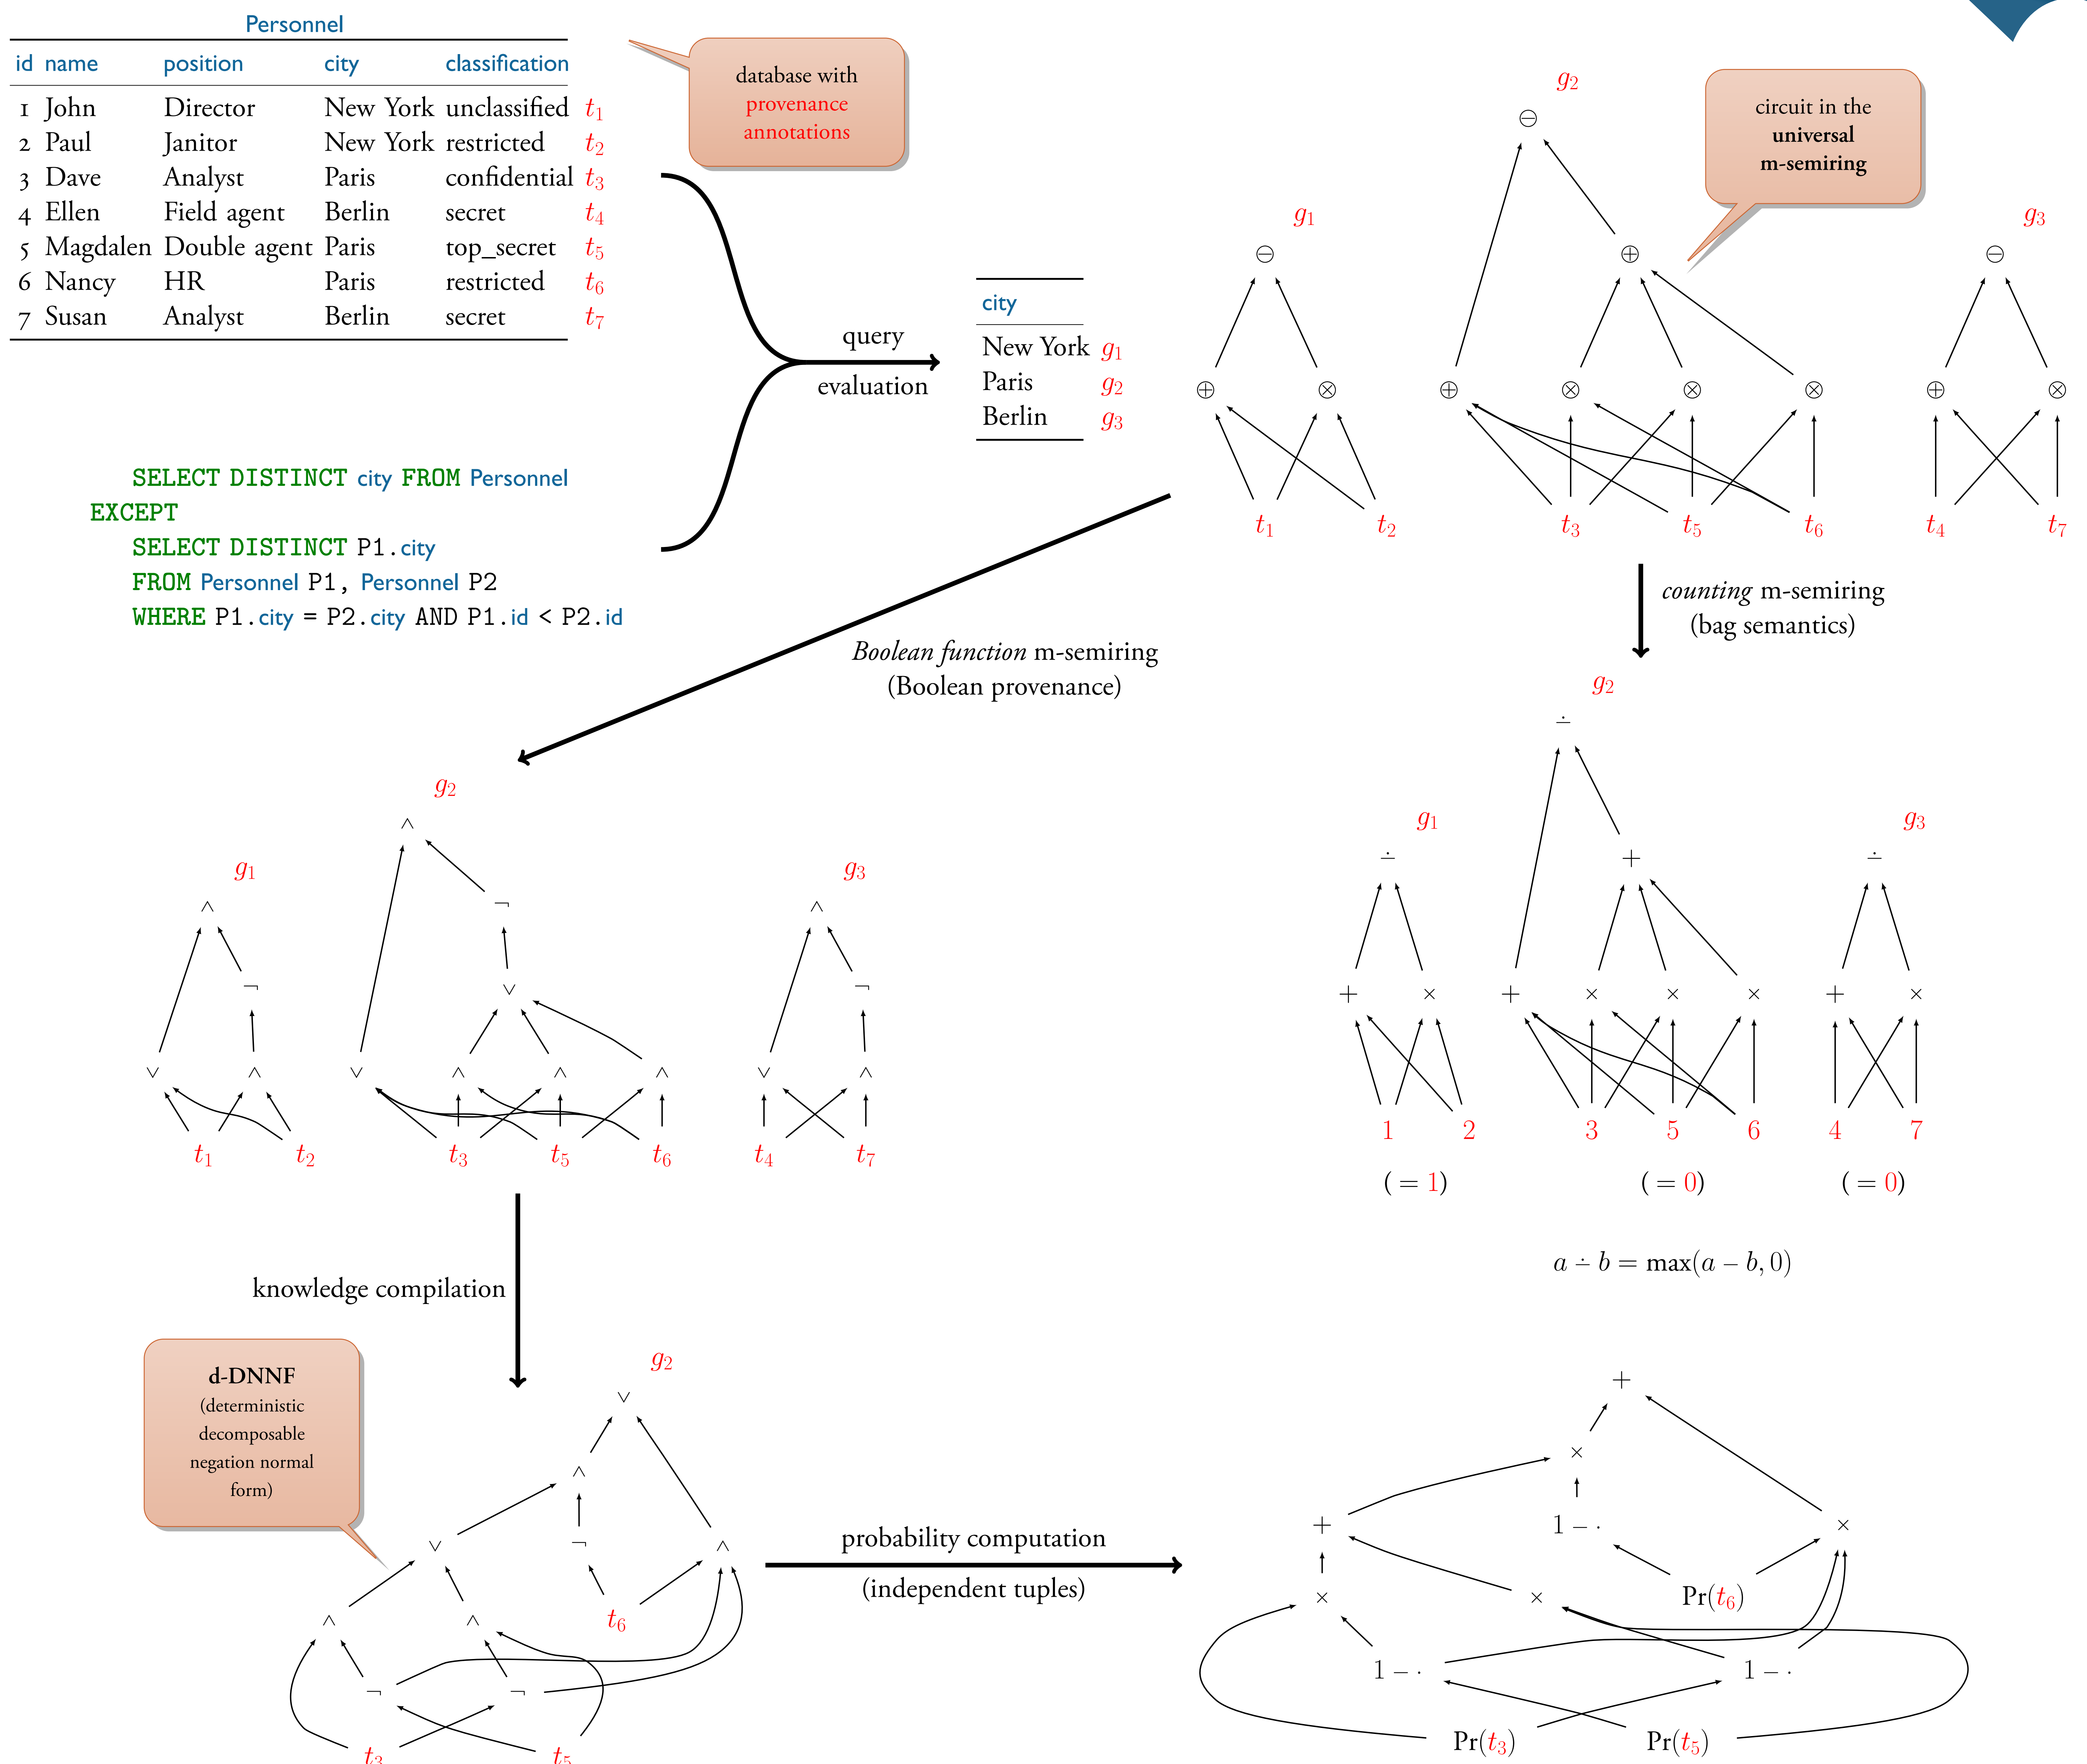 Personnel
id name position city classification
1 John Director New York unclassified t1
2 Paul Janitor New York restricted t2
3 Dave Analyst Paris confidential t3
4 Ellen Field agent Berlin secret t4
5 Magdalen Double agent Paris top_secret t5
6 Nancy HR Paris restricted t6
7 Susan Analyst Berlin secret t7
database with
provenance
annotations
SELECT DISTINCT city FROM Personnel
EXCEPT
SELECT DISTINCT P1.city
FROM Personnel P1, Personnel P2
WHERE P1.city = P2.city AND P1.id < P2.id
query
evaluation
city
New York g1
Paris g2
Berlin g3
circuit in the
universal
m-semiring
g2
⊖
g1 g3
⊖ ⊕ ⊖
⊕ ⊗ ⊕ ⊗ ⊗ ⊗ ⊕ ⊗
t1 t2 t3 t5 t6 t4 t7
counting m-semiring
(bag semantics)
Boolean function m-semiring
(Boolean provenance)
g2
∸
g1 g3
∸ + ∸
+ × + × × × + ×
1 2 3 5 6 4 7
( = 1) ( = 0) ( = 0)
a ∸ b = max(a – b, 0)
g2
∧
g1 g3
∧ ¬ ∧
¬ ∨ ¬
∨ ∧ ∨ ∧ ∧ ∧ ∨ ∧
t1 t2 t3 t5 t6 t4 t7
knowledge compilation
d-DNNF
(deterministic
decomposable
negation normal
form)
g2
∨
∧
∨ ¬ ∧
∧ ∧ t6
¬ ¬
t3 t5
probability computation
(independent tuples)
+
×
+ 1 – · ×
× × Pr(t6)
1 – · 1 – ·
Pr(t3) Pr(t5)